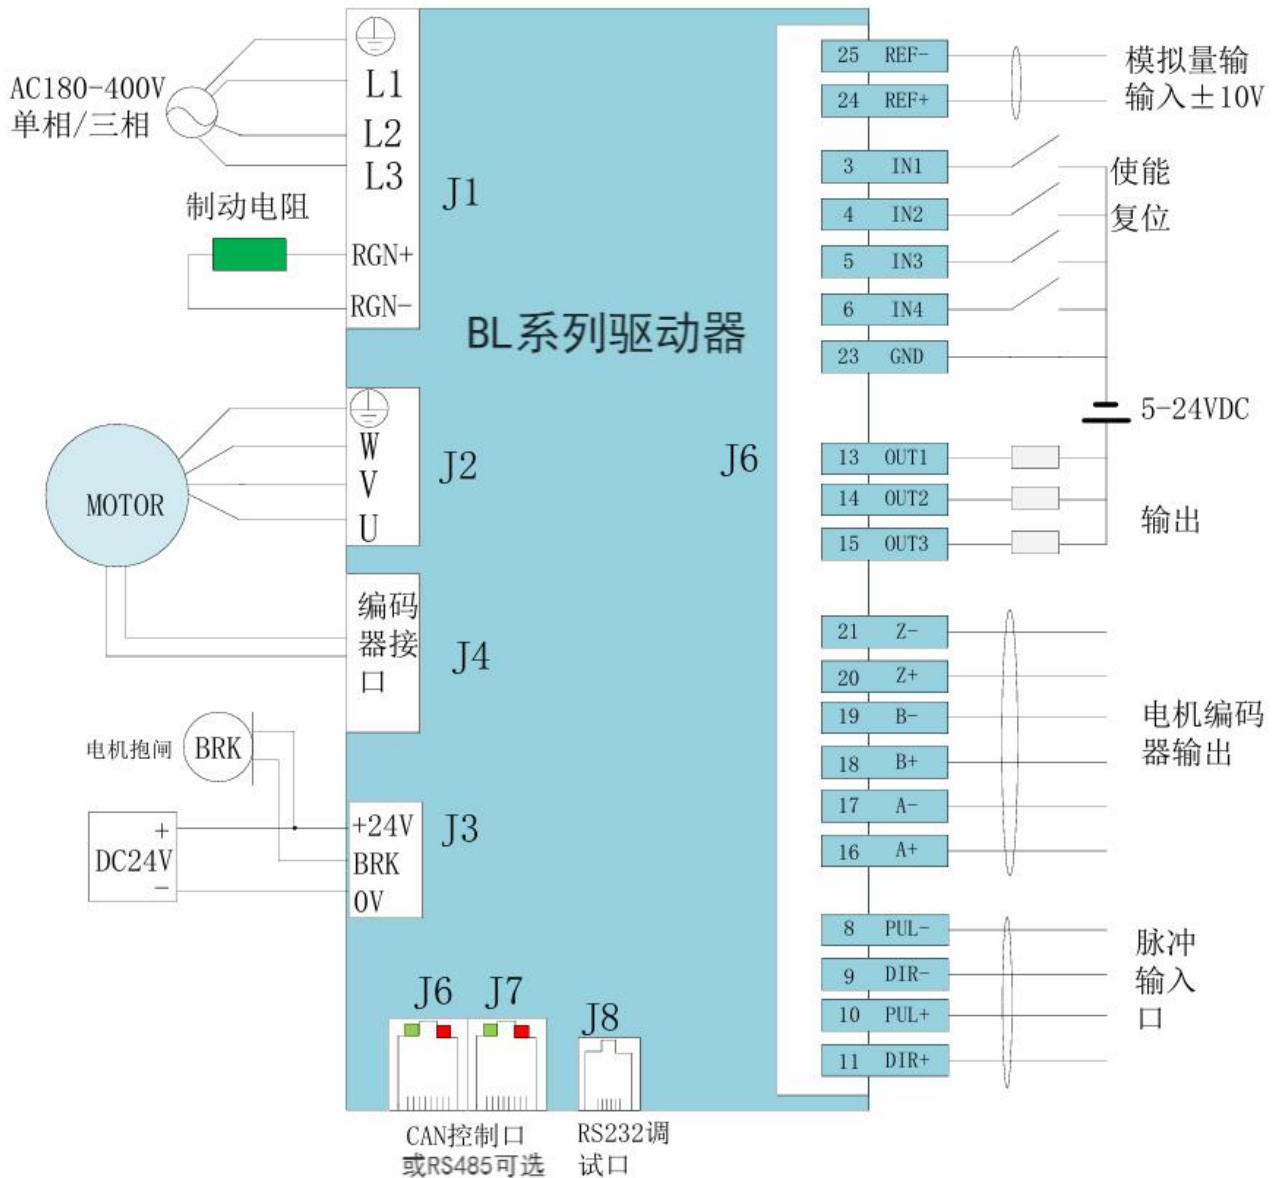 AC180-400V
单相/三相
L1
L2
L3
J1
制动电阻
RGN+
RGN-
BL系列驱动器
MOTOR
W
V
U
J2
编码
器接
口
J4
电机抱闸
BRK
+
DC24V
-
+24V
BRK
0V
J3
J6
J7
J8
CAN控制口
或RS485可选
RS232调
试口
J6
25 REF-
24 REF+
模拟量输
输入±10V
3 IN1
使能
4 IN2
复位
5 IN3
6 IN4
23 GND
5-24VDC
13 OUT1
14 OUT2
15 OUT3
输出
21 Z-
20 Z+
19 B-
18 B+
17 A-
16 A+
电机编码
器输出
8 PUL-
9 DIR-
10 PUL+
11 DIR+
脉冲
输入
口